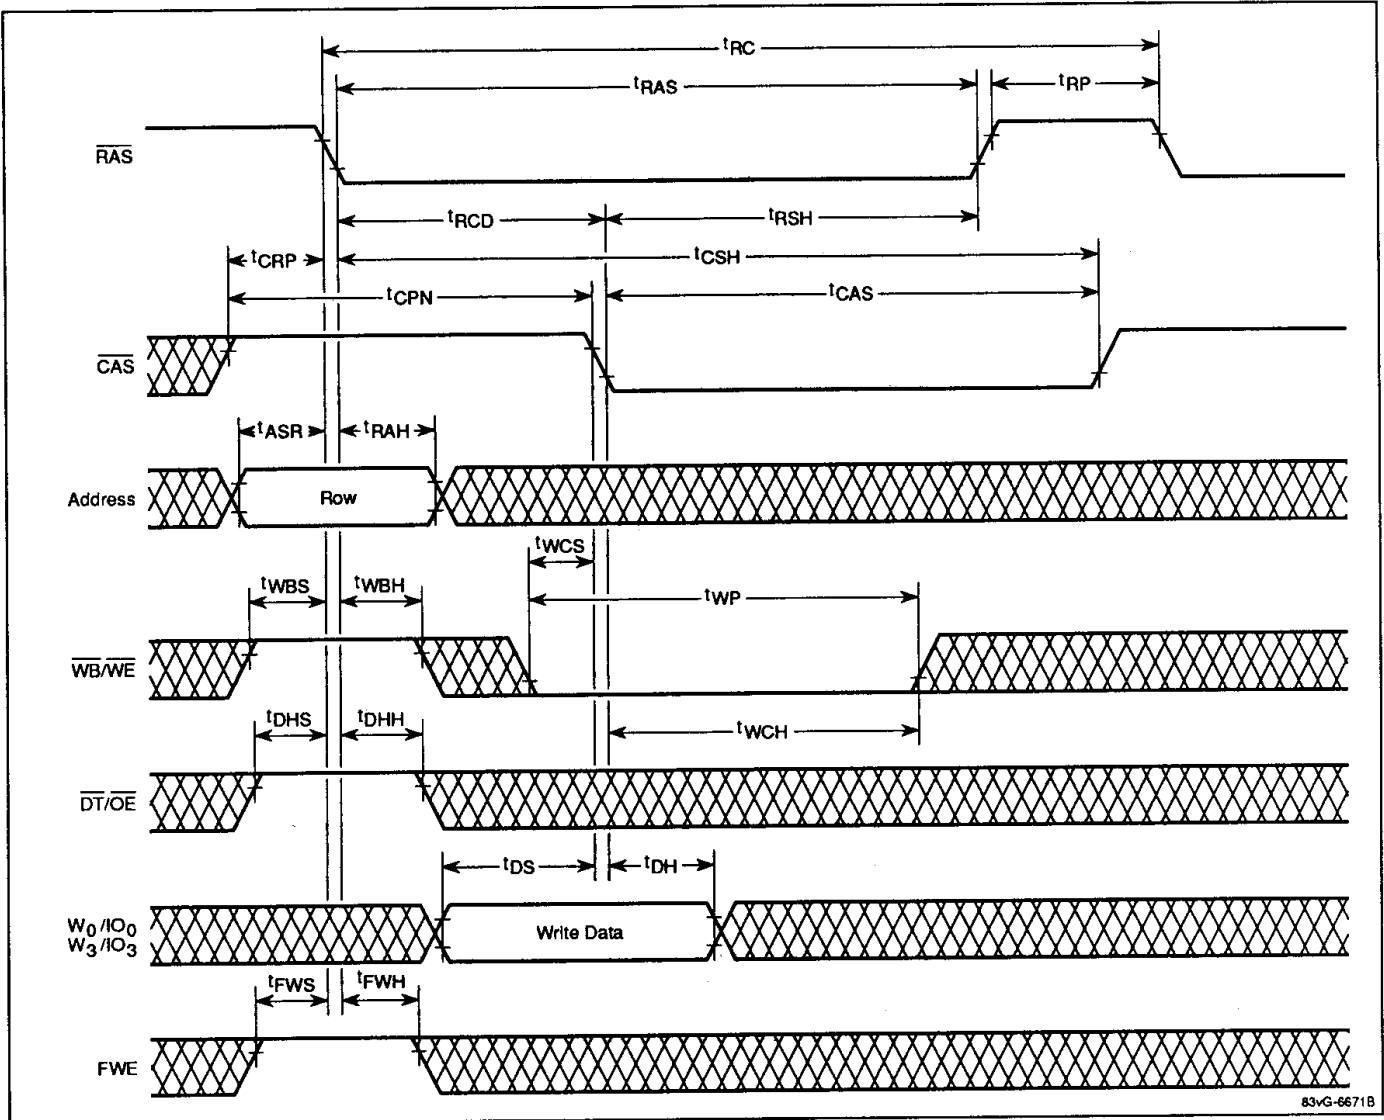 tRC
tRAS
tRP
RAS
tRCD
tRSH
tCRP
tCSH
tCPN
tCAS
CAS
tASR
tRAH
Address
Row
tWCS
tWBS
tWBH
tWP
WB/WE
tDHS
tDHH
tWCH
DT/OE
tDS
tDH
W0/IO0
W3/IO3
Write Data
tFWS
tFWH
FWE
83vG-6671B